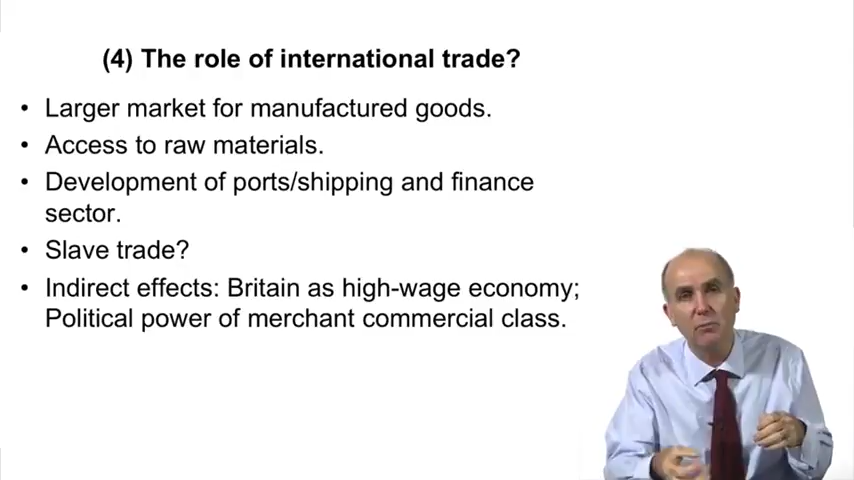 (4) The role of international trade?
• Larger market for manufactured goods.
• Access to raw materials.
• Development of ports/shipping and finance
sector.
• Slave trade?
• Indirect effects: Britain as high-wage economy;
Political power of merchant commercial class.